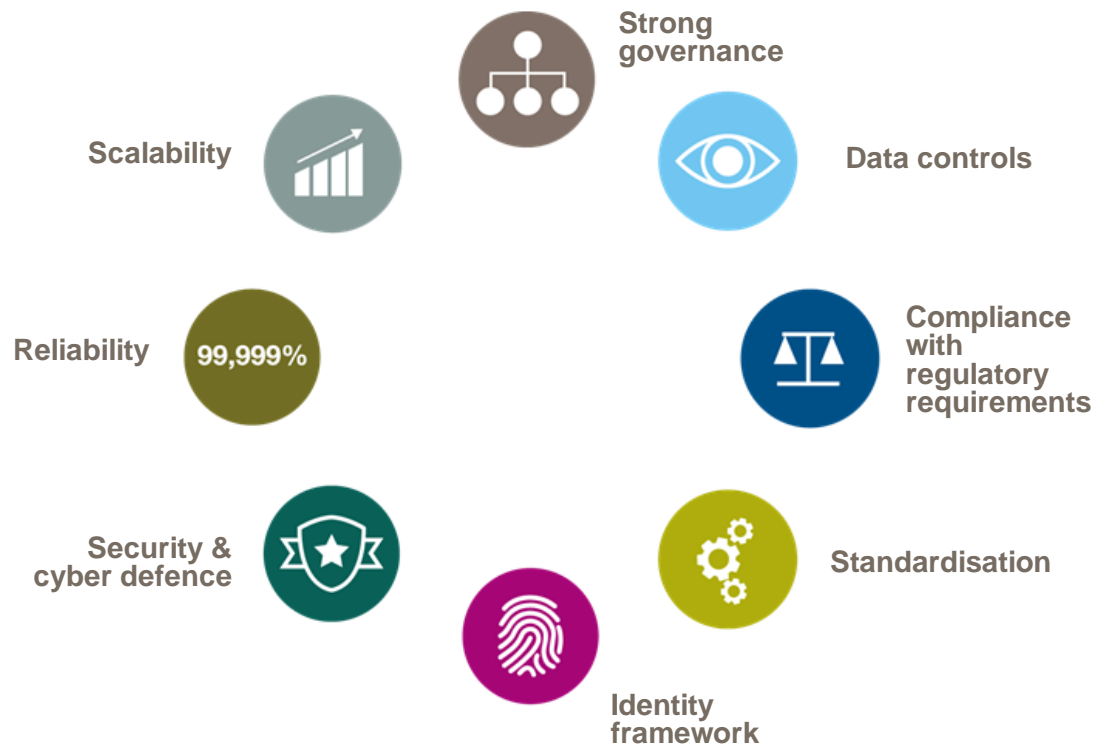 Strong
governance
Scalability
Data controls
Reliability
99,999%
Compliance
with
regulatory
requirements
Security &
cyber defence
Standardisation
Identity
framework